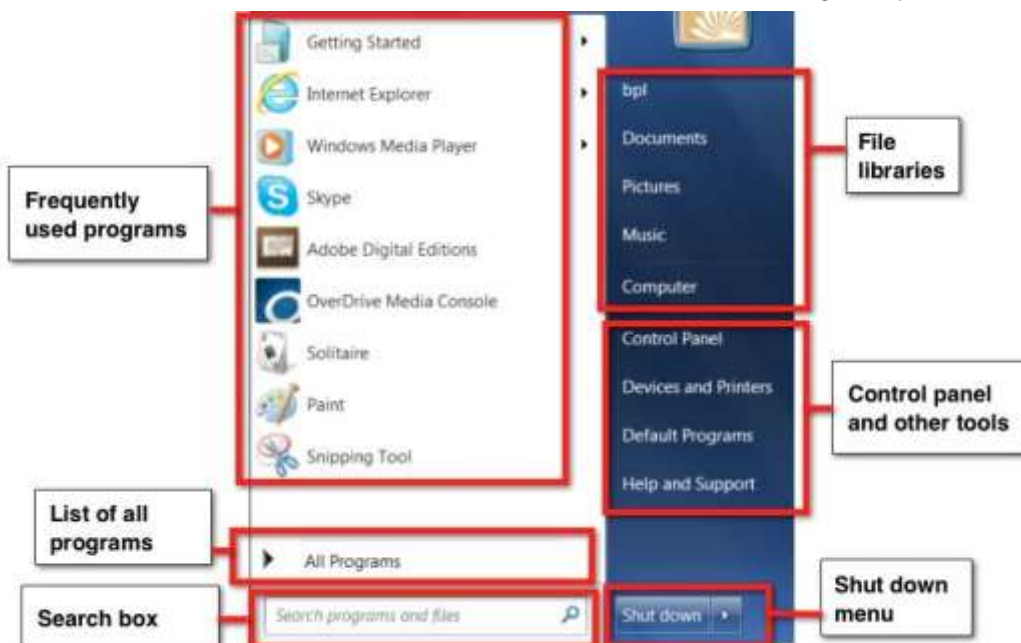 Getting Started
Internet Explorer
Windows Media Player
Skype
Adobe Digital Editions
OverDrive Media Console
Solitaire
Paint
Snipping Tool
All Programs
Search programs and files
bpl
Documents
Pictures
Music
Computer
Control Panel
Devices and Printers
Default Programs
Help and Support
Shut down
Frequently
used programs
List of all
programs
Search box
File
libraries
Control panel
and other tools
Shut down
menu